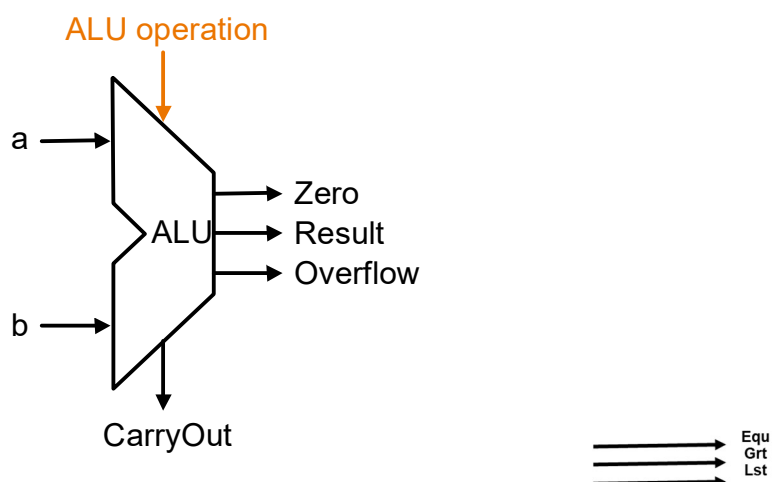 ALU operation
a
Zero
ALU
Result
Overflow
b
CarryOut
Equ
Grt
Lst